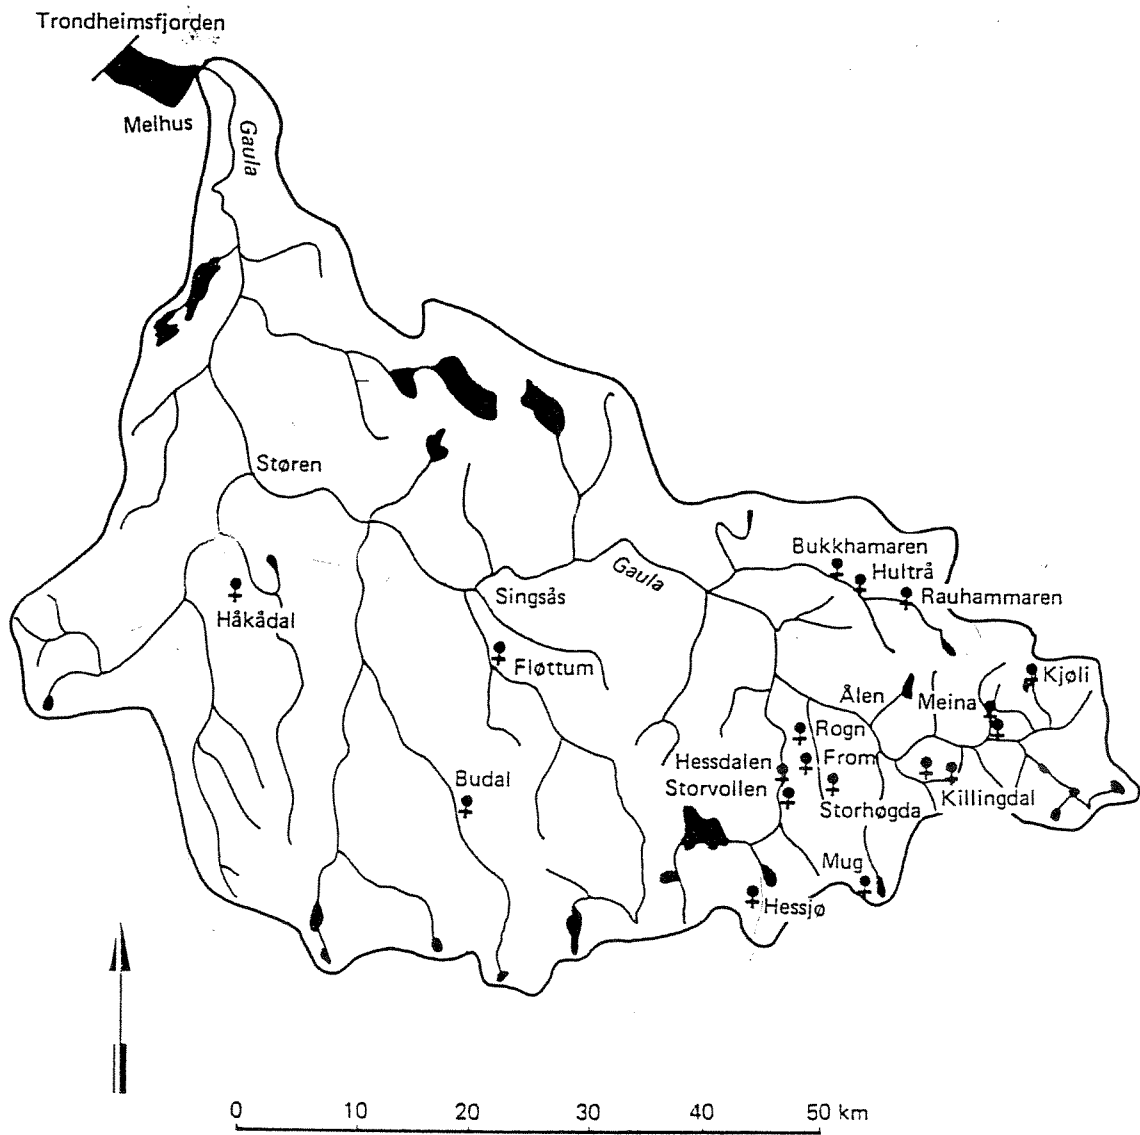 Trondheimsfjorden
Melhus
Gaula
Støren
Bukkhamaren
Hultrå
Gaula
Rauhammaren
Singsås
Håkådal
Fløttum
Kjøli
Ålen
Meina
Rogn
Hessdalen
From
Budal
Storvollen
Killingdal
Storhøgda
Mug
Hessjø
0 10 20 30 40 50 km